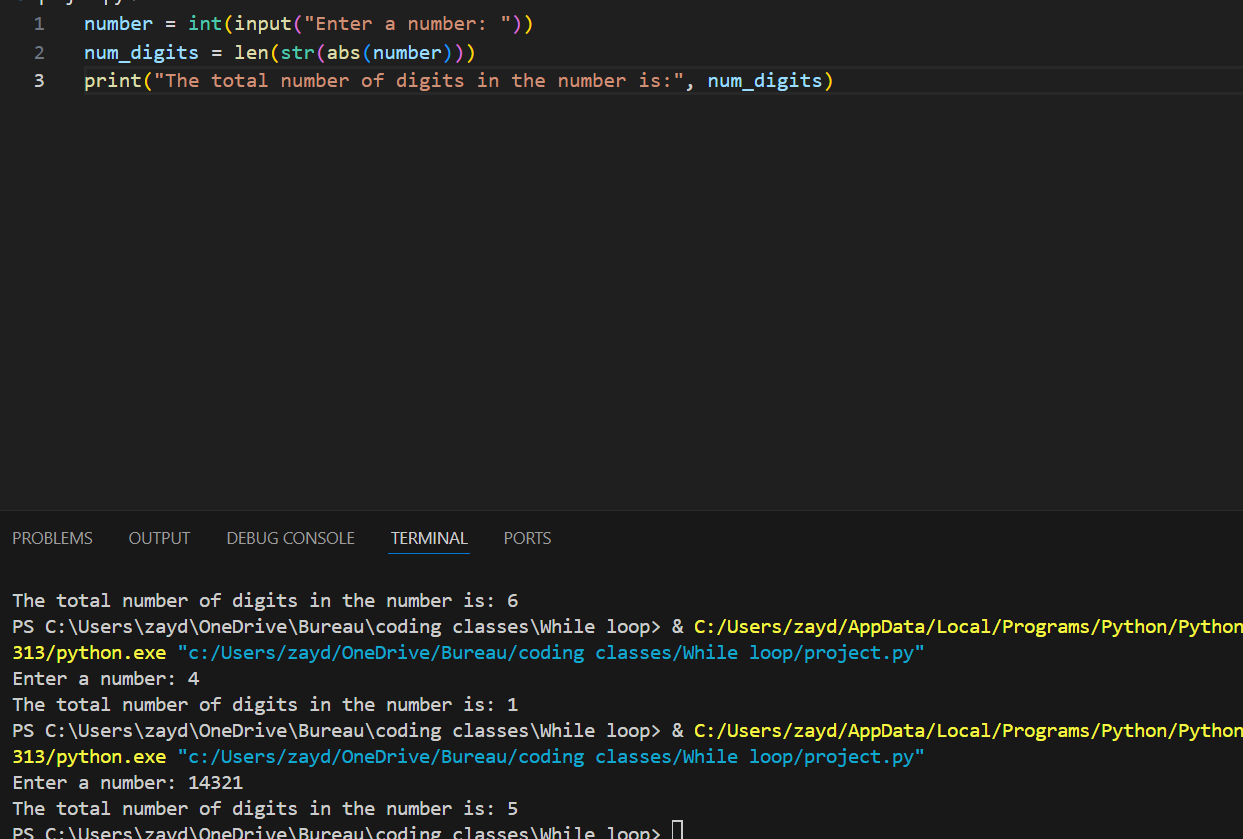 1 number = int(input("Enter a number: "))
2 num_digits = len(str(abs(number)))
3 print("The total number of digits in the number is:", num_digits)
PROBLEMS OUTPUT DEBUG CONSOLE TERMINAL PORTS
The total number of digits in the number is: 6
PS C:\Users\zayd\OneDrive\Bureau\coding classes\While loop> & C:/Users/zayd/AppData/Local/Programs/Python/Python
313/python.exe "c:/Users/zayd/OneDrive/Bureau/coding classes/While loop/project.py"
Enter a number: 4
The total number of digits in the number is: 1
PS C:\Users\zayd\OneDrive\Bureau\coding classes\While loop> & C:/Users/zayd/AppData/Local/Programs/Python/Python
313/python.exe "c:/Users/zayd/OneDrive/Bureau/coding classes/While loop/project.py"
Enter a number: 14321
The total number of digits in the number is: 5
PS C:\Users\zayd\OneDrive\Bureau\coding classes\While loop>